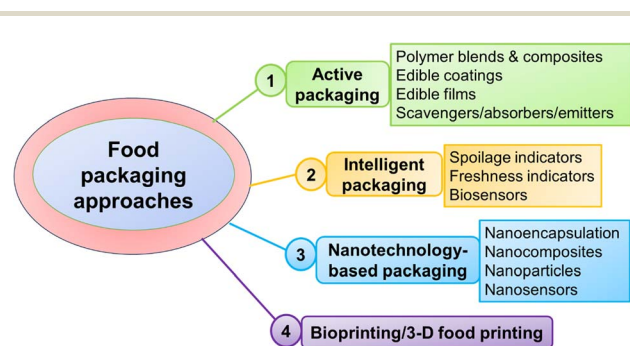 Food
packaging
approaches
1
Active
packaging
Polymer blends & composites
Edible coatings
Edible films
Scavengers/absorbers/emitters
2
Intelligent
packaging
Spoilage indicators
Freshness indicators
Biosensors
3
Nanotechnology-
based packaging
Nanoencapsulation
Nanocomposites
Nanoparticles
Nanosensors
4
Bioprinting/3-D food printing